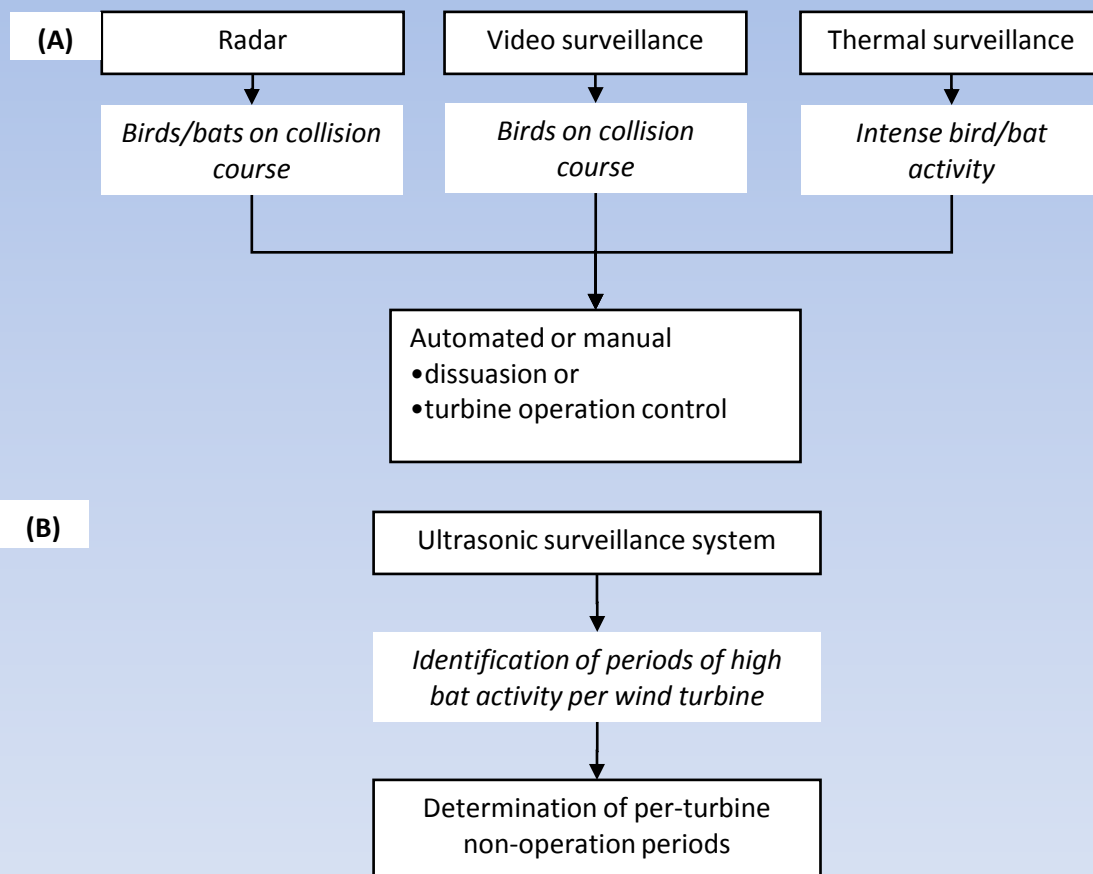 (A)
Radar
Video surveillance
Thermal surveillance
Birds/bats on collision
course
Birds on collision
course
Intense bird/bat
activity
Automated or manual
•dissuasion or
•turbine operation control
(B)
Ultrasonic surveillance system
Identification of periods of high
bat activity per wind turbine
Determination of per-turbine
non-operation periods